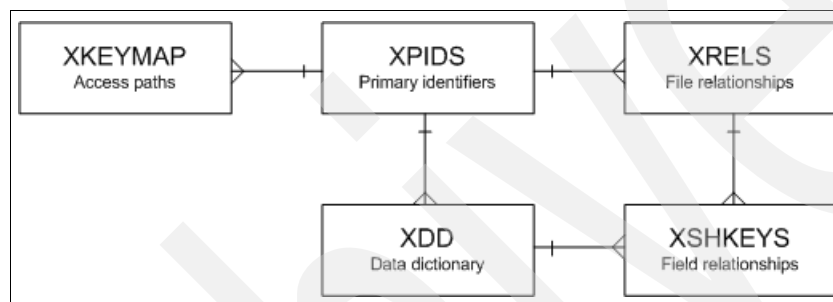 XKEYMAP
Access paths
XPIDS
Primary identifiers
XRELS
File relationships
XDD
Data dictionary
XSHKEYS
Field relationships